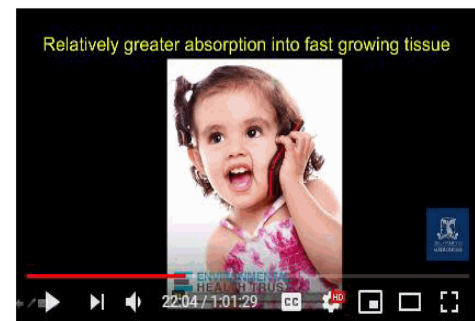 Relatively greater absorption into fast growing tissue
ENVIRONMENTAL
HEALTH TRUST
22:04 / 1:01:29
CC
HD